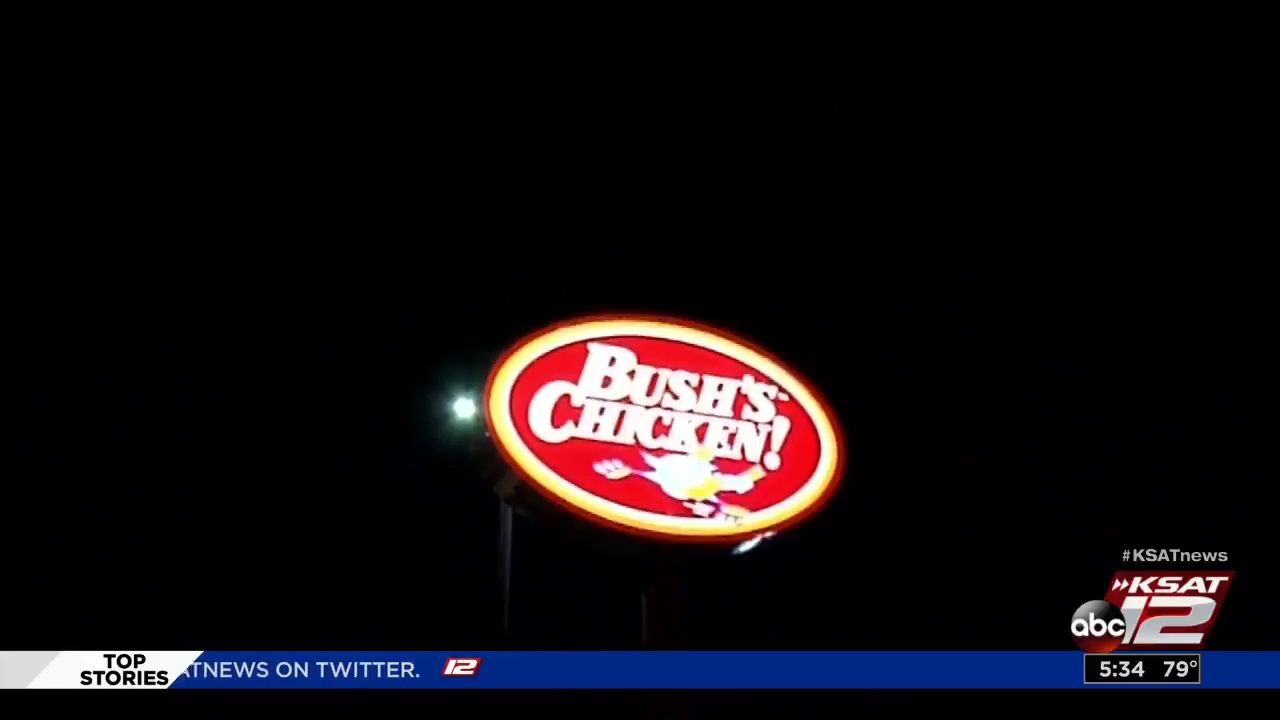 BUSH'S
CHICKEN!
#KSATnews
KSAT
abc 12
TOP
STORIES
ATNEWS ON TWITTER. 12
5:34 79°